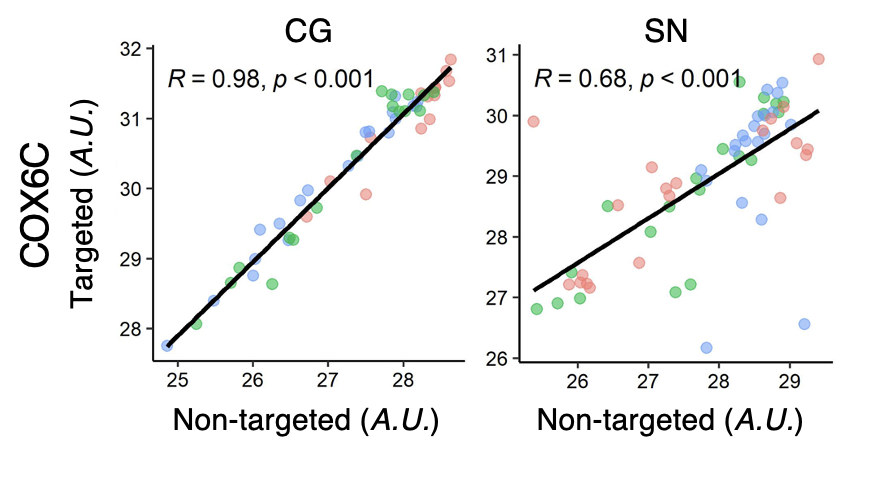 CG
SN
COX6C
Targeted (A.U.)
32
31
30
29
28
R = 0.98, p < 0.001
25
26
27
28
Non-targeted (A.U.)
31
30
29
28
27
26
R = 0.68, p < 0.001
26
27
28
29
Non-targeted (A.U.)